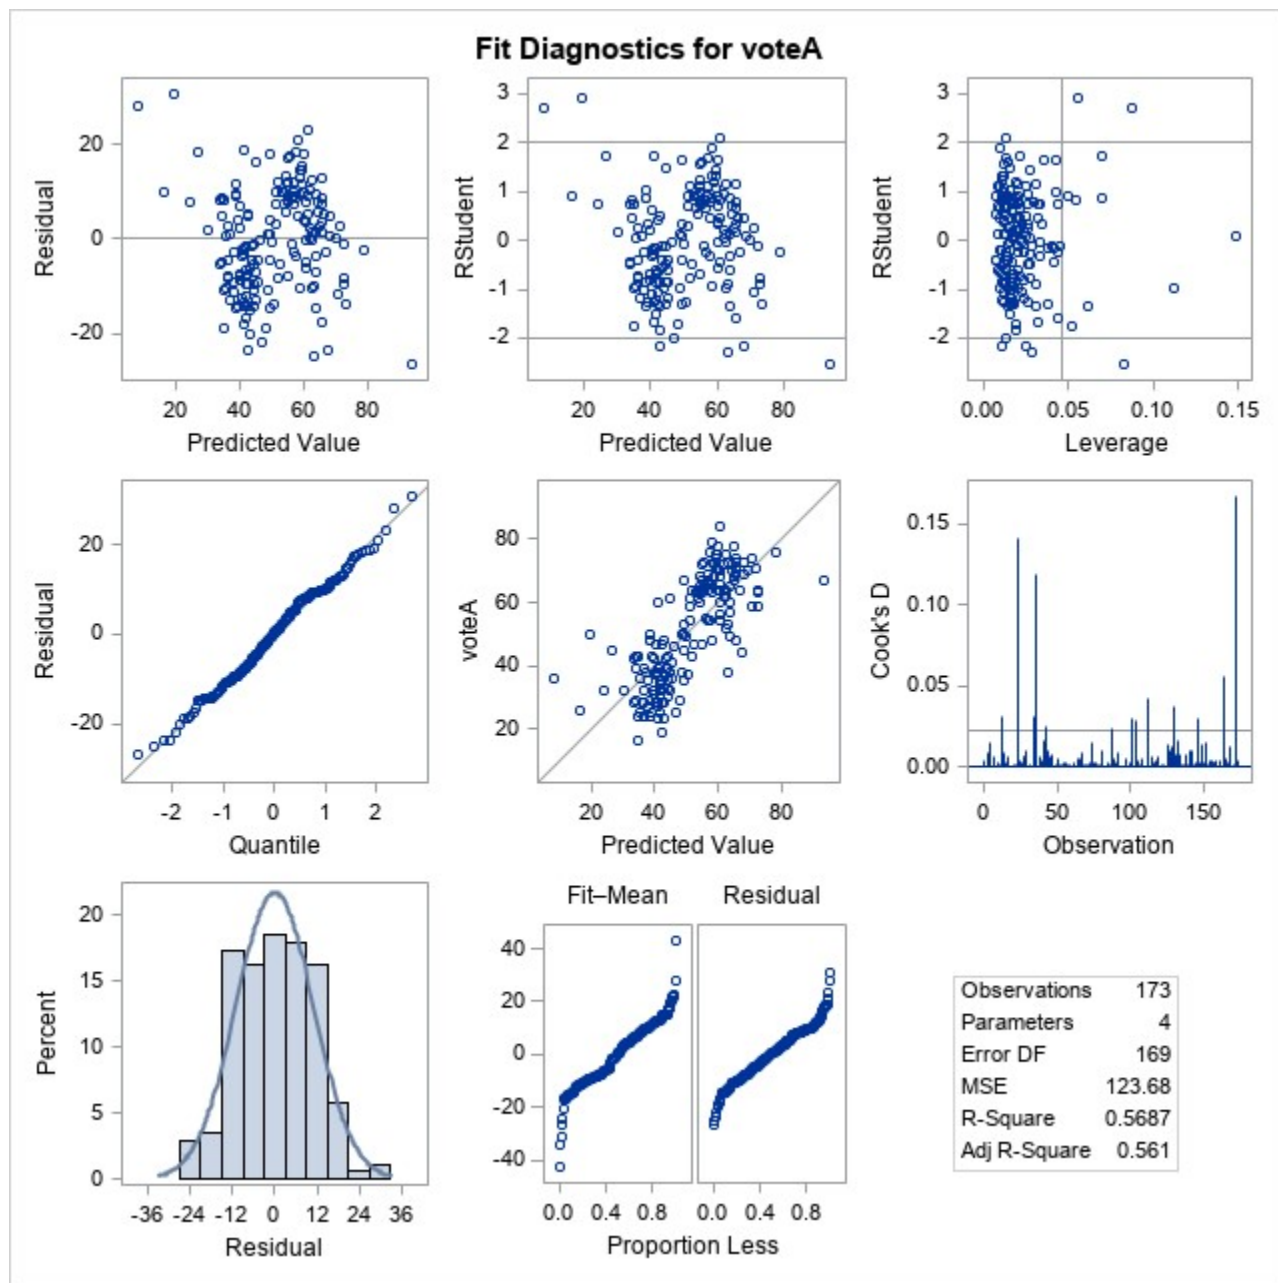 Fit Diagnostics for voteA
20
0
-20
Residual
20 40 60 80
Predicted Value
3
2
1
0
-1
-2
RStudent
20 40 60 80
Predicted Value
3
2
1
0
-1
-2
RStudent
0.00 0.05 0.10 0.15
Leverage
20
0
-20
Residual
-2 -1 0 1 2
Quantile
80
60
40
20
voteA
20 40 60 80
Predicted Value
0.15
0.10
0.05
0.00
Cook's D
0 50 100 150
Observation
20
15
10
5
0
Percent
-36 -24 -12 0 12 24 36
Residual
Fit–Mean Residual
40
20
0
-20
-40
0.0 0.4 0.8 0.0 0.4 0.8
Proportion Less
Observations 173
Parameters 4
Error DF 169
MSE 123.68
R-Square 0.5687
Adj R-Square 0.561